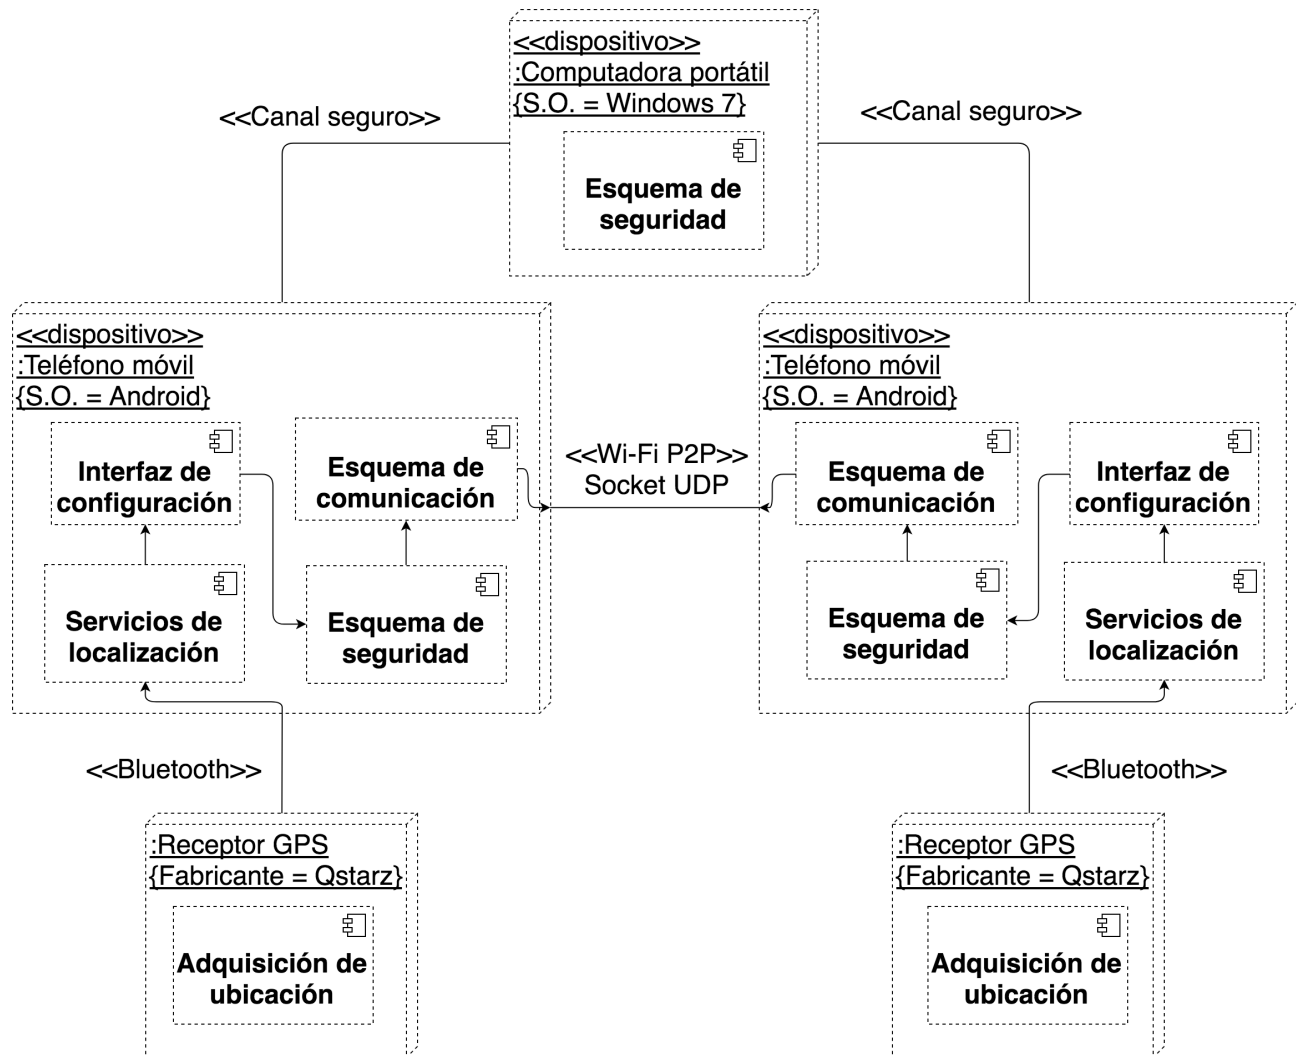 <<dispositivo>>
:Computadora portátil
{S.O. = Windows 7}
<<Canal seguro>>
<<Canal seguro>>
Esquema de
seguridad
<<dispositivo>>
:Teléfono móvil
{S.O. = Android}
Interfaz de
configuración
Esquema de
comunicación
Servicios de
localización
Esquema de
seguridad
<<Wi-Fi P2P>>
Socket UDP
<<dispositivo>>
:Teléfono móvil
{S.O. = Android}
Esquema de
comunicación
Interfaz de
configuración
Esquema de
seguridad
Servicios de
localización
<<Bluetooth>>
<<Bluetooth>>
:Receptor GPS
{Fabricante = Qstarz}
Adquisición de
ubicación
:Receptor GPS
{Fabricante = Qstarz}
Adquisición de
ubicación